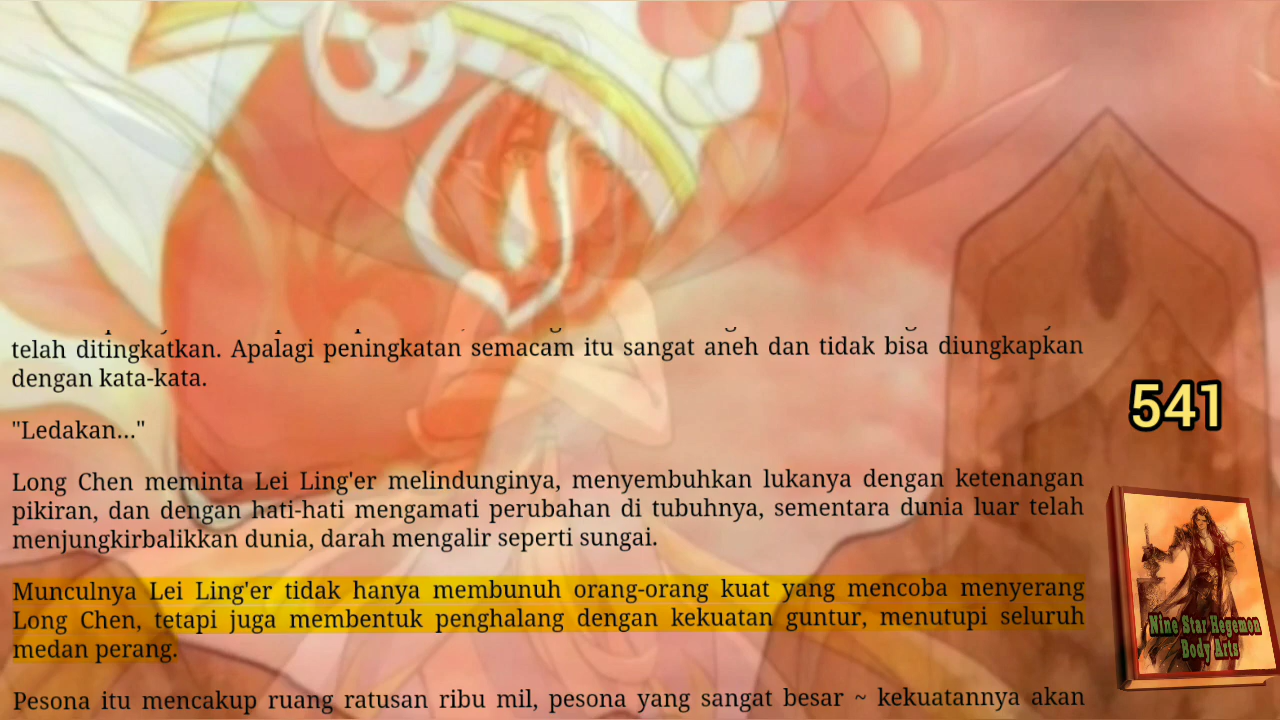 telah ditingkatkan. Apalagi peningkatan semacam itu sangat aneh dan tidak bisa diungkapkan
dengan kata-kata.
"Ledakan..."
Long Chen meminta Lei Ling'er melindunginya, menyembuhkan lukanya dengan ketenangan
pikiran, dan dengan hati-hati mengamati perubahan di tubuhnya, sementara dunia luar telah
menjungkirbalikkan dunia, darah mengalir seperti sungai.
Munculnya Lei Ling'er tidak hanya membunuh orang-orang kuat yang mencoba menyerang
Long Chen, tetapi juga membentuk penghalang dengan kekuatan guntur, menutupi seluruh
medan perang.
Pesona itu mencakup ruang ratusan ribu mil, pesona yang sangat besar ~ kekuatannya akan
541
Nine Star Hegemon
Body Arts